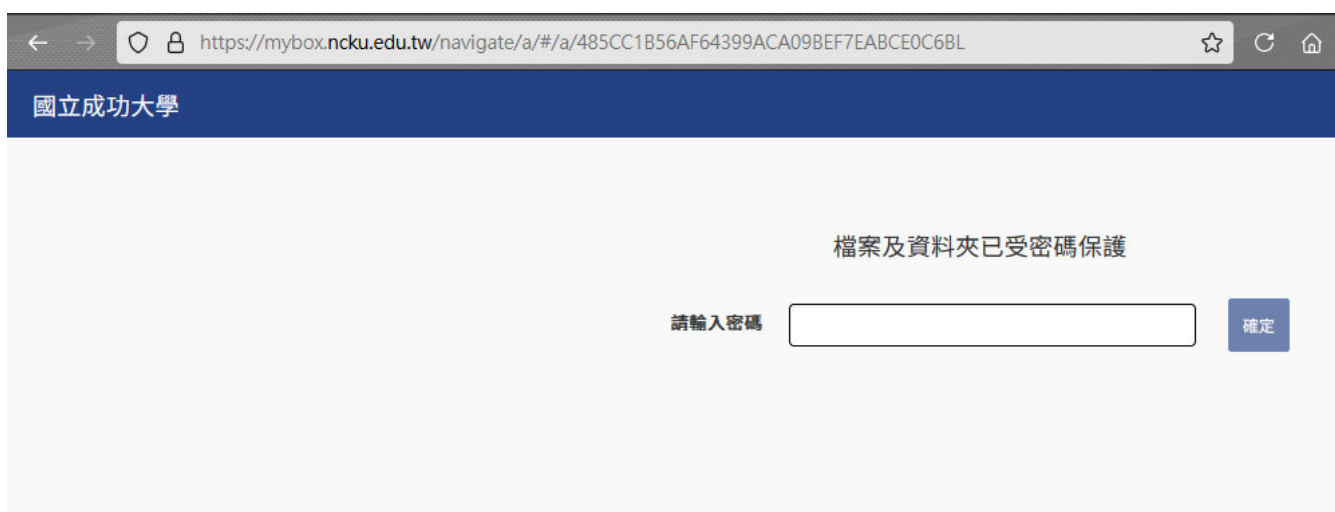 https://mybox.ncku.edu.tw/navigate/a/#/a/485CC1B56AF64399ACA09BEF7EABCE0C6BL
國立成功大學
檔案及資料夾已受密碼保護
請輸入密碼
確定